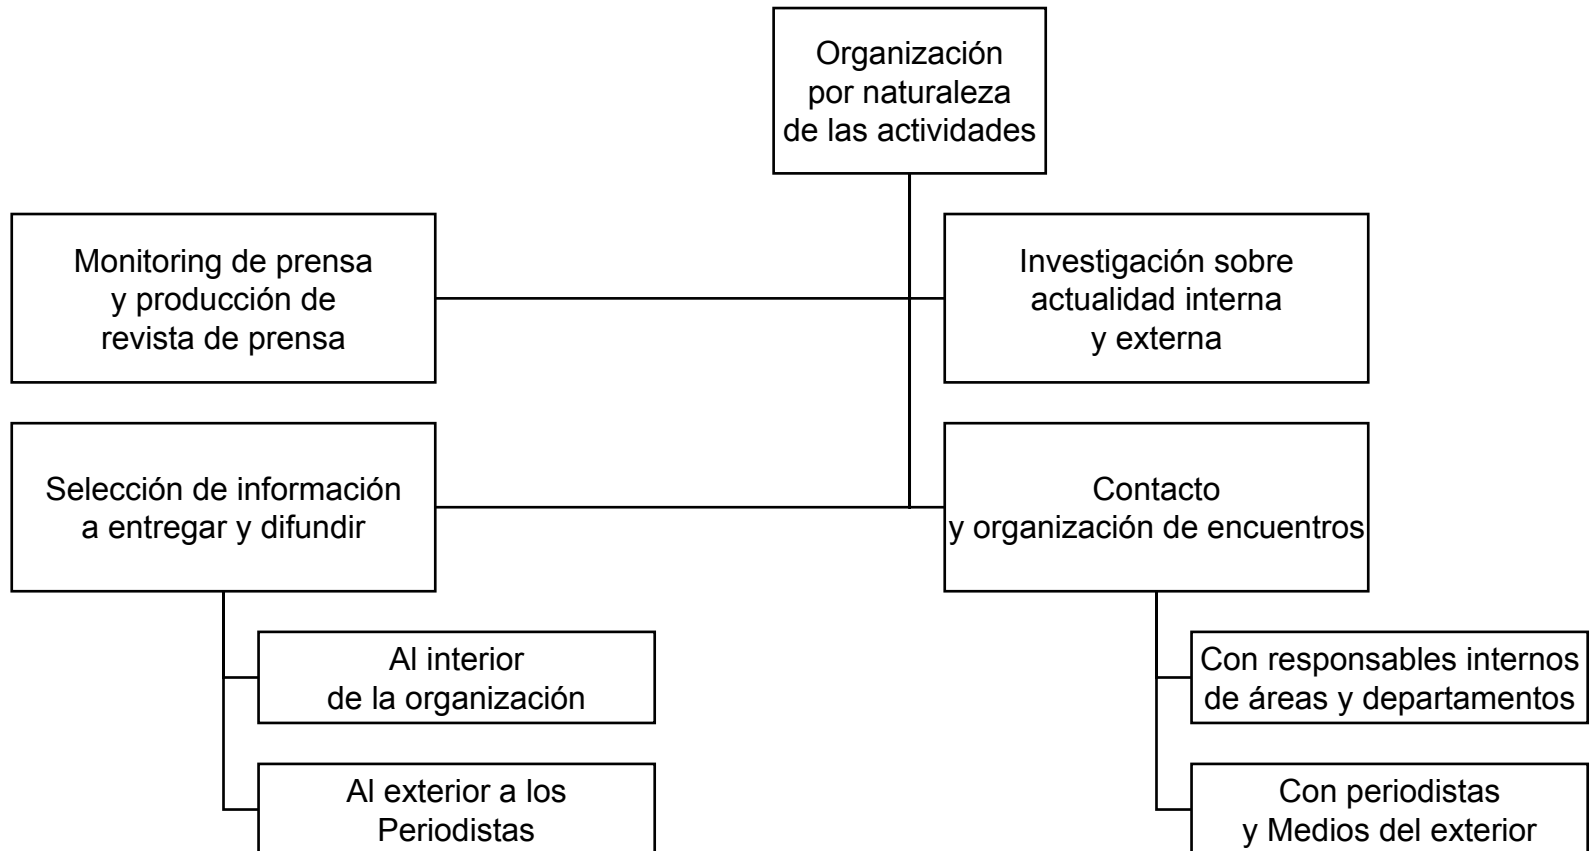 Organización
por naturaleza
de las actividades
Monitoring de prensa
y producción de
revista de prensa
Investigación sobre
actualidad interna
y externa
Selección de información
a entregar y difundir
Contacto
y organización de encuentros
Al interior
de la organización
Con responsables internos
de áreas y departamentos
Al exterior a los
Periodistas
Con periodistas
y Medios del exterior